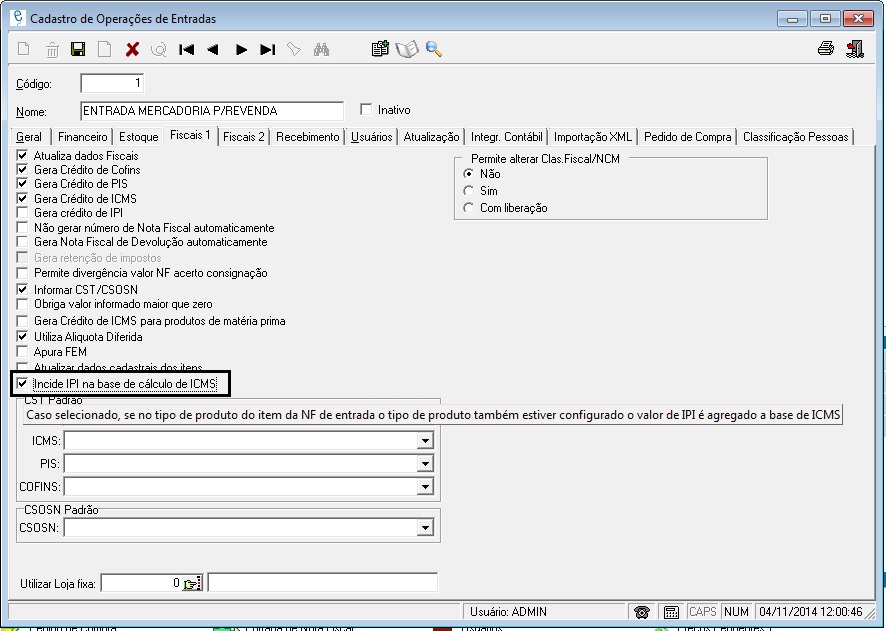 Cadastro de Operações de Entradas
Código: 1
Nome: ENTRADA MERCADORIA P/REVENDA Inativo
Geral Financeiro Estoque Fiscais 1 Fiscais 2 Recebimento Usuários Atualização Integr. Contábil Importação XML Pedido de Compra Classificação Pessoas
Atualiza dados Fiscais
Gera Crédito de Cofins
Gera Crédito de PIS
Gera Crédito de ICMS
Gera crédito de IPI
Não gerar número de Nota Fiscal automaticamente
Gera Nota Fiscal de Devolução automaticamente
Gera retenção de impostos
Permite divergência valor NF acerto consignação
Informar CST/CSOSN
Obriga valor informado maior que zero
Gera Crédito de ICMS para produtos de matéria prima
Utiliza Aliquota Diferida
Apura FEM
Atualizar dados cadastrais dos itens
Incide IPI na base de cálculo de ICMS
Permite alterar Clas.Fiscal/NCM
Não
Sim
Com liberação
CST Padrão
Caso selecionado, se no tipo de produto do item da NF de entrada o tipo de produto também estiver configurado o valor de IPI é agregado a base de ICMS
ICMS:
PIS:
COFINS:
CSOSN Padrão
CSOSN:
Utilizar Loja fixa: 0
Usuário: ADMIN CAPS NUM 04/11/2014 12:00:46